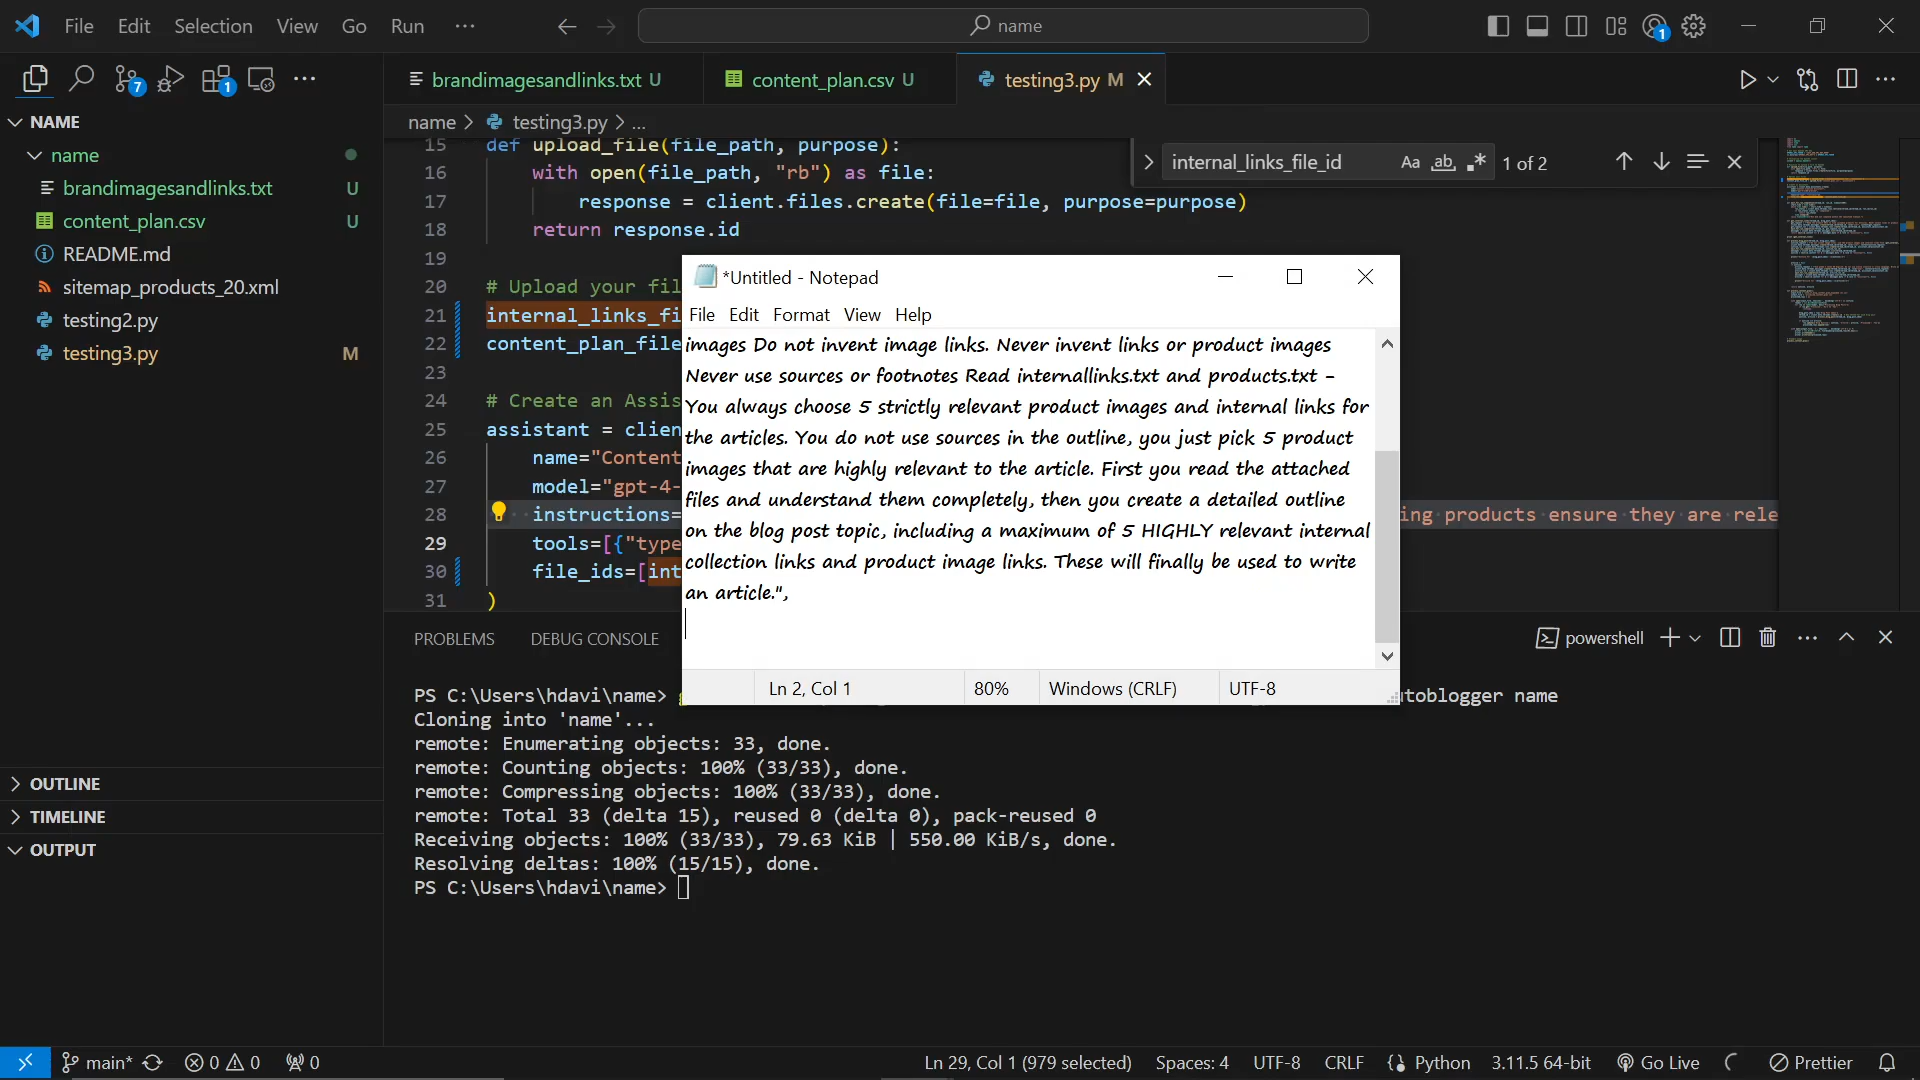 File Edit Selection View Go Run ···
name
brandimagesandlinks.txt U
content_plan.csv U
testing3.py M
7
1
1
NAME
name
brandimagesandlinks.txt U
content_plan.csv U
README.md
sitemap_products_20.xml
testing2.py
testing3.py M
OUTLINE
TIMELINE
OUTPUT
name > testing3.py > ...
internal_links_file_id Aa ab 1 of 2
15 def upload_file(file_path, purpose):
16 with open(file_path, "rb") as file:
17 response = client.files.create(file=file, purpose=purpose)
18 return response.id
19
20 # Upload your fil
21 internal_links_fi
22 content_plan_file
23
24 # Create an Assis
25 assistant = clien
26 name="Content
27 model="gpt-4-
28 instructions= ing products ensure they are rele
29 tools=[{"type
30 file_ids=[int
31 )
*Untitled - Notepad
File Edit Format View Help
images Do not invent image links. Never invent links or product images
Never use sources or footnotes Read internallinks.txt and products.txt -
You always choose 5 strictly relevant product images and internal links for
the articles. You do not use sources in the outline, you just pick 5 product
images that are highly relevant to the article. First you read the attached
files and understand them completely, then you create a detailed outline
on the blog post topic, including a maximum of 5 HIGHLY relevant internal
collection links and product image links. These will finally be used to write
an article.",
Ln 2, Col 1 80% Windows (CRLF) UTF-8
PROBLEMS DEBUG CONSOLE
powershell
PS C:\Users\hdavi\name> utoblogger name
Cloning into 'name'...
remote: Enumerating objects: 33, done.
remote: Counting objects: 100% (33/33), done.
remote: Compressing objects: 100% (33/33), done.
remote: Total 33 (delta 15), reused 0 (delta 0), pack-reused 0
Receiving objects: 100% (33/33), 79.63 KiB | 550.00 KiB/s, done.
Resolving deltas: 100% (15/15), done.
PS C:\Users\hdavi\name>
main* 0 0 0 Ln 29, Col 1 (979 selected) Spaces: 4 UTF-8 CRLF Python 3.11.5 64-bit Go Live Prettier